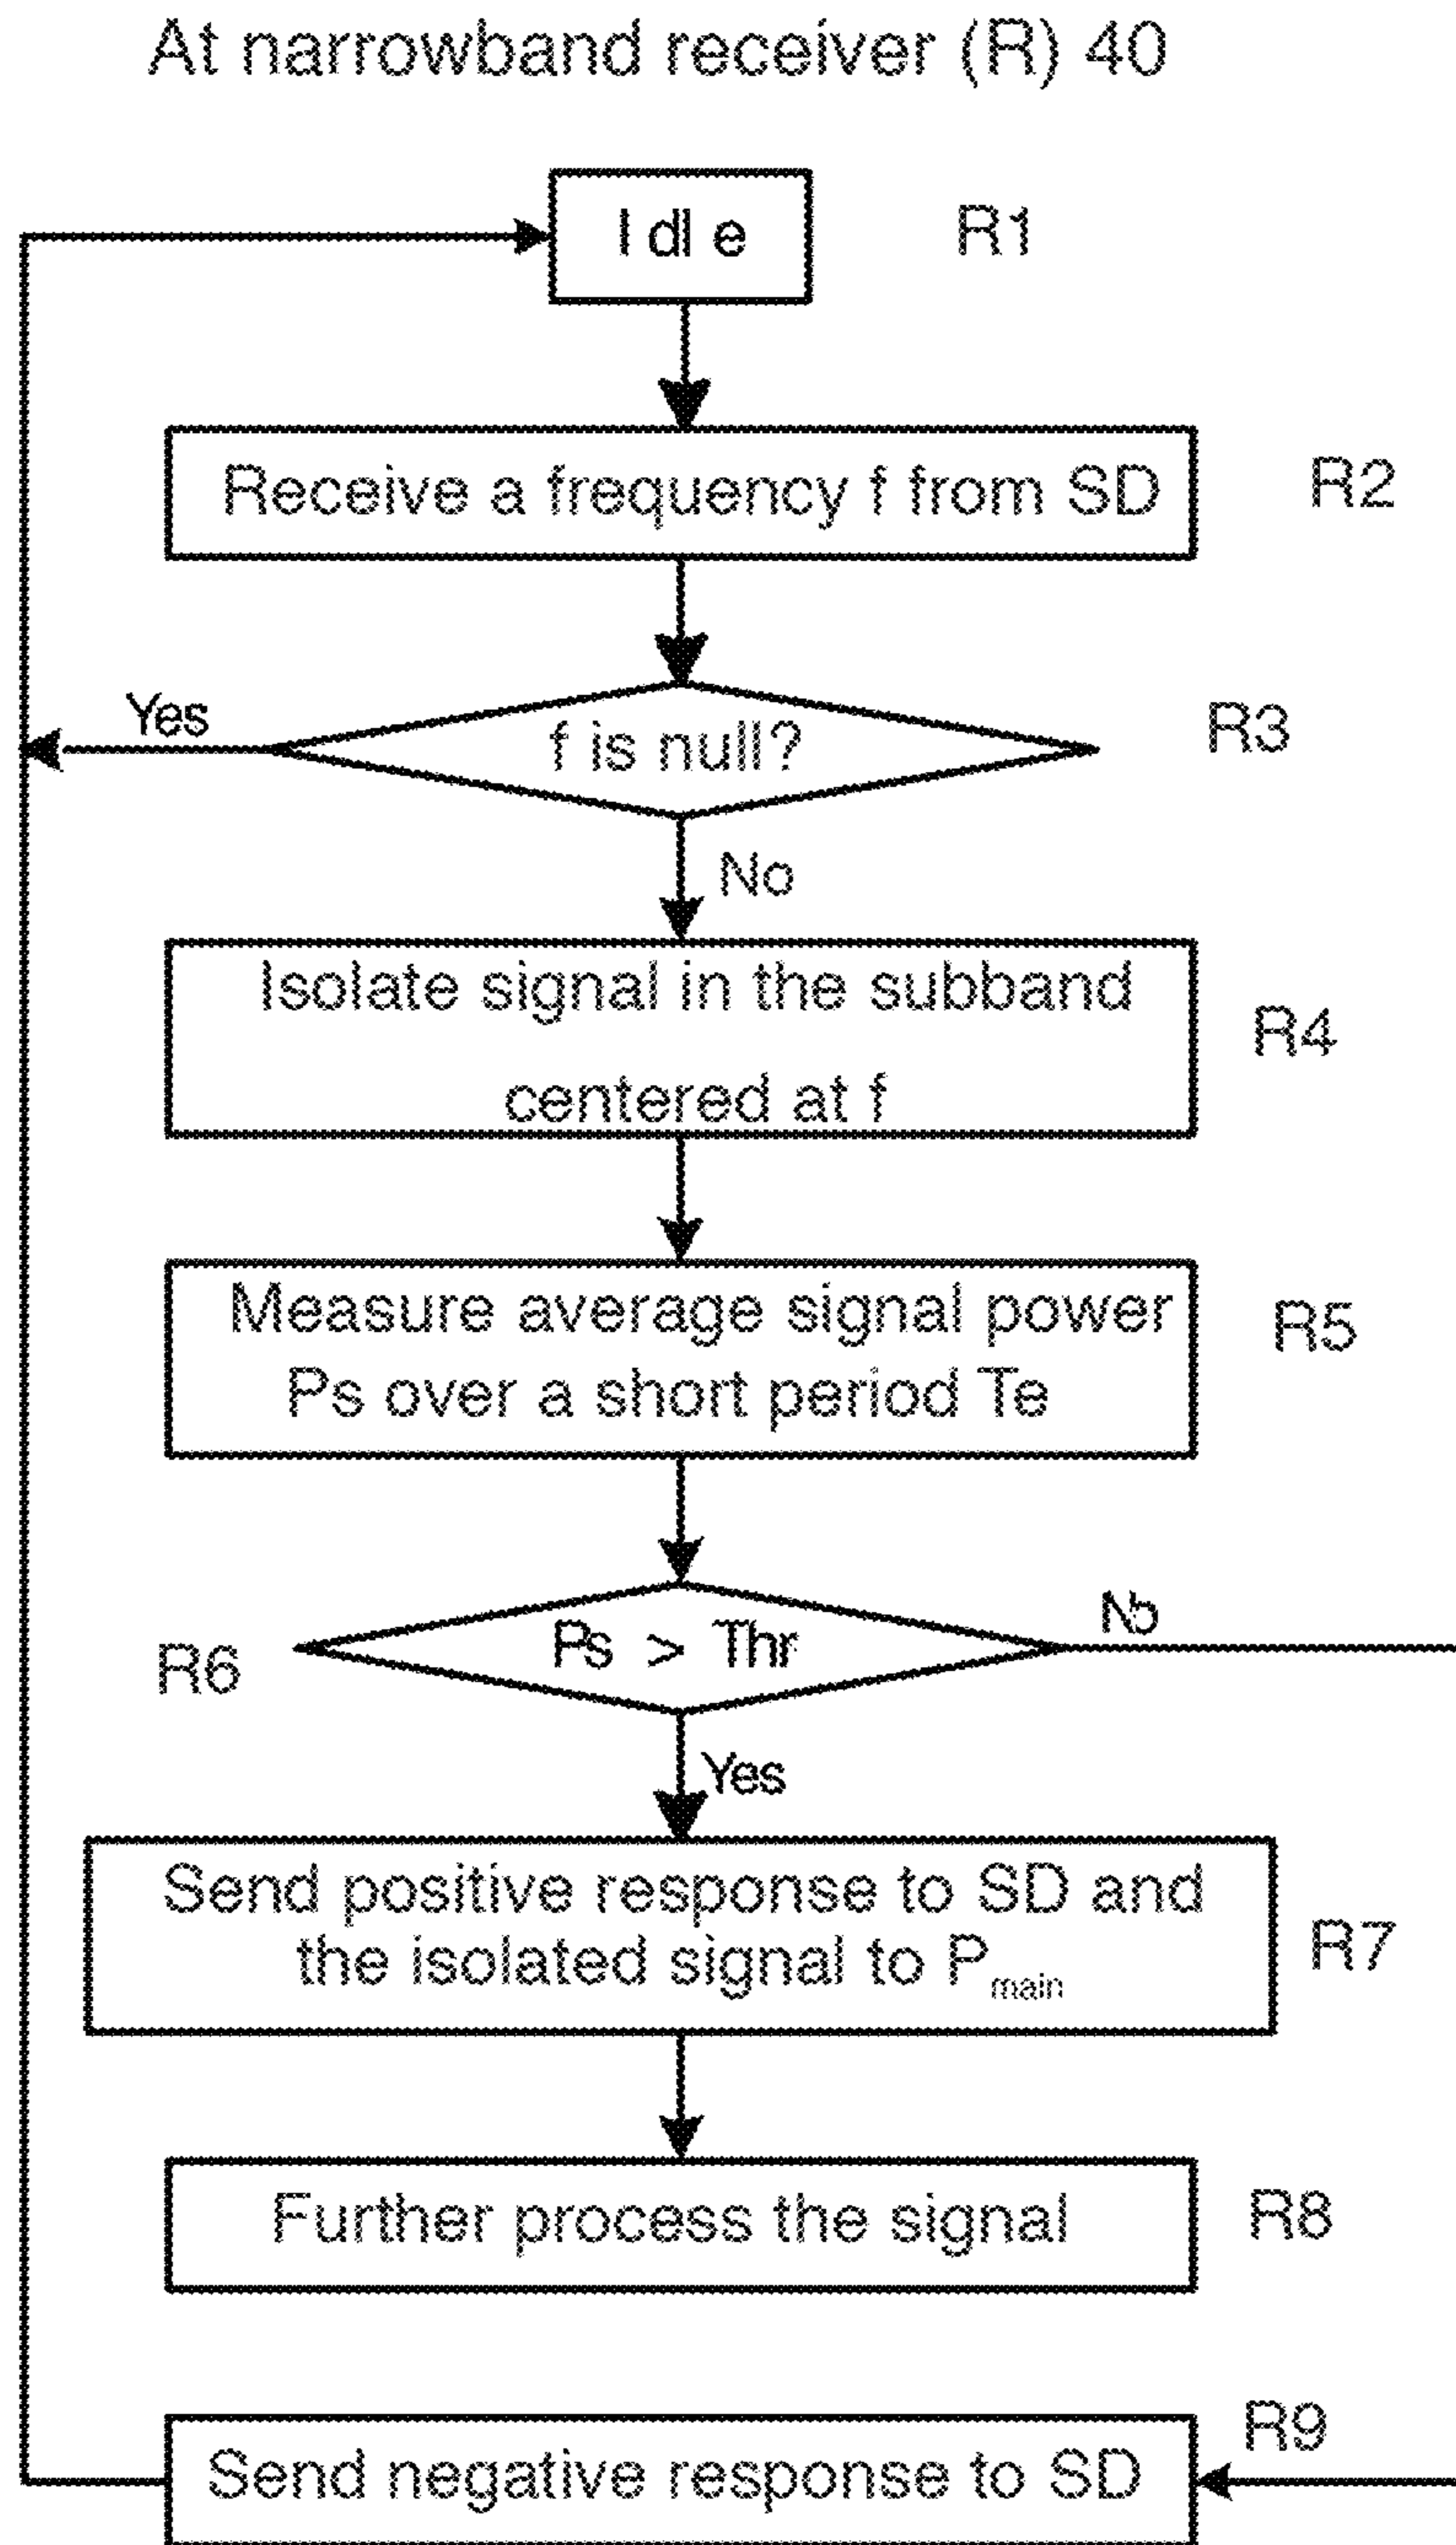 At narrowband receiver (R) 40
Idle
R1
Receive a frequency f from SD
R2
Yes
f is null?
R3
No
Isolate signal in the subband
centered at f
R4
Measure average signal power
Ps over a short period Te
R5
No
Ps > Thr
R6
Yes
Send positive response to SD and
the isolated signal to Pmain
R7
Further process the signal
R8
R9
Send negative response to SD